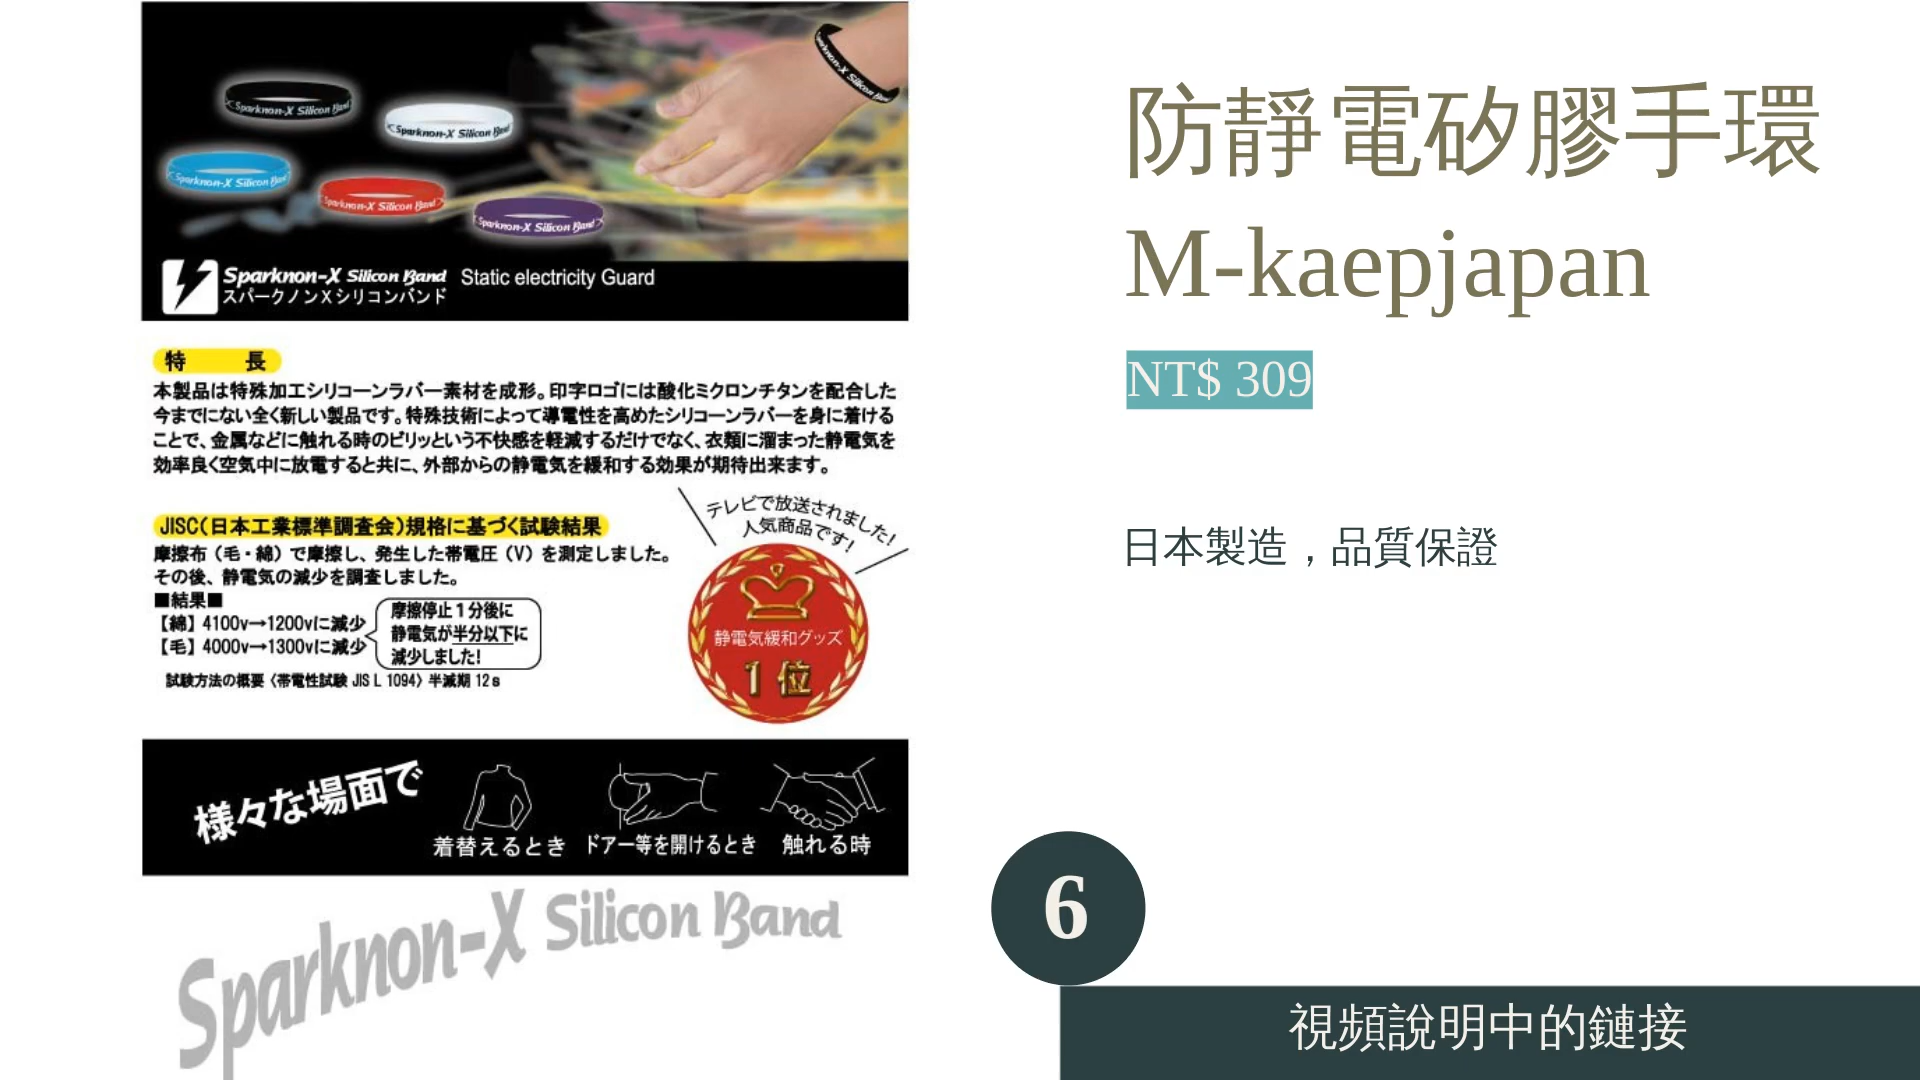 Sparknon-X Silicon Band
Sparknon-X Silicon Band
Sparknon-X Silicon Band
Sparknon-X Silicon Band
Sparknon-X Silicon Band
Sparknon-X Silicon Band
Sparknon-X Silicon Band Static electricity Guard
スパークノンXシリコンバンド
特 長
本製品は特殊加工シリコーンラバー素材を成形。印字ロゴには酸化ミクロンチタンを配合した
今までにない全く新しい製品です。特殊技術によって導電性を高めたシリコーンラバーを身に着ける
ことで、金属などに触れる時のビリッという不快感を軽減するだけでなく、衣類に溜まった静電気を
効率良く空気中に放電すると共に、外部からの静電気を緩和する効果が期待出来ます。
JISC(日本工業標準調査会)規格に基づく試験結果
摩擦布（毛・綿）で摩擦し、発生した帯電圧（V）を測定しました。
その後、静電気の減少を調査しました。
■結果■
【綿】4100v→1200vに減少
【毛】4000v→1300vに減少
摩擦停止１分後に
静電気が半分以下に
減少しました!
試験方法の概要〈帯電性試験 JIS L 1094〉半減期 12s
テレビで放送されました!
人気商品です!
静電気緩和グッズ
1位
様々な場面で
着替えるとき ドアー等を開けるとき 触れる時
Sparknon-X Silicon Band
防靜電矽膠手環
M-kaepjapan
NT$ 309
日本製造，品質保證
6
視頻說明中的鏈接